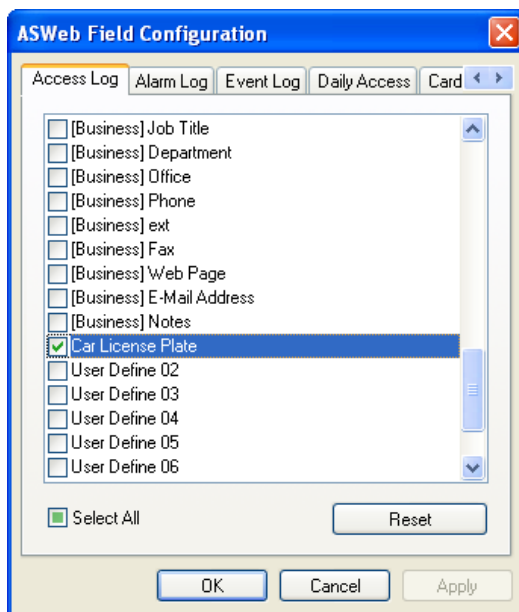 ASWeb Field Configuration
Access Log Alarm Log Event Log Daily Access Card
[Business] Job Title
[Business] Department
[Business] Office
[Business] Phone
[Business] ext
[Business] Fax
[Business] Web Page
[Business] E-Mail Address
[Business] Notes
Car License Plate
User Define 02
User Define 03
User Define 04
User Define 05
User Define 06
Select All Reset
OK Cancel Apply